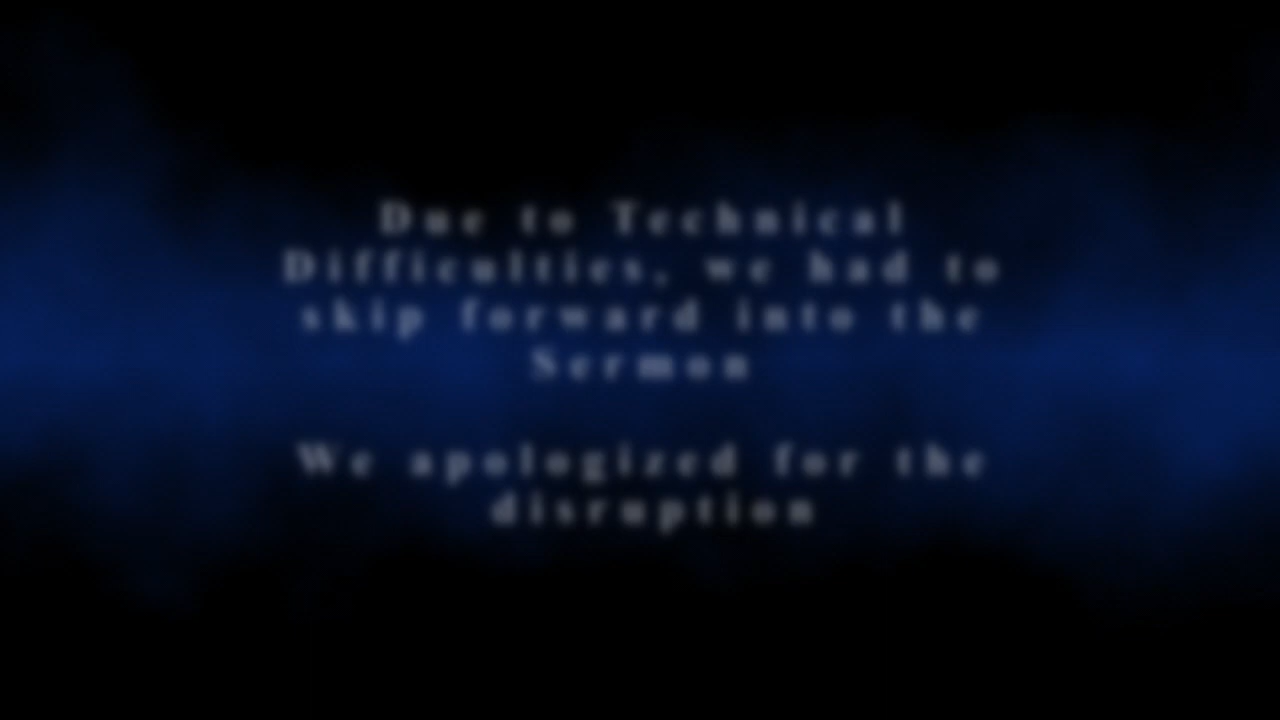 Due to Technical
Difficulties, we had to
skip forward into the
Sermon
We apologized for the
disruption